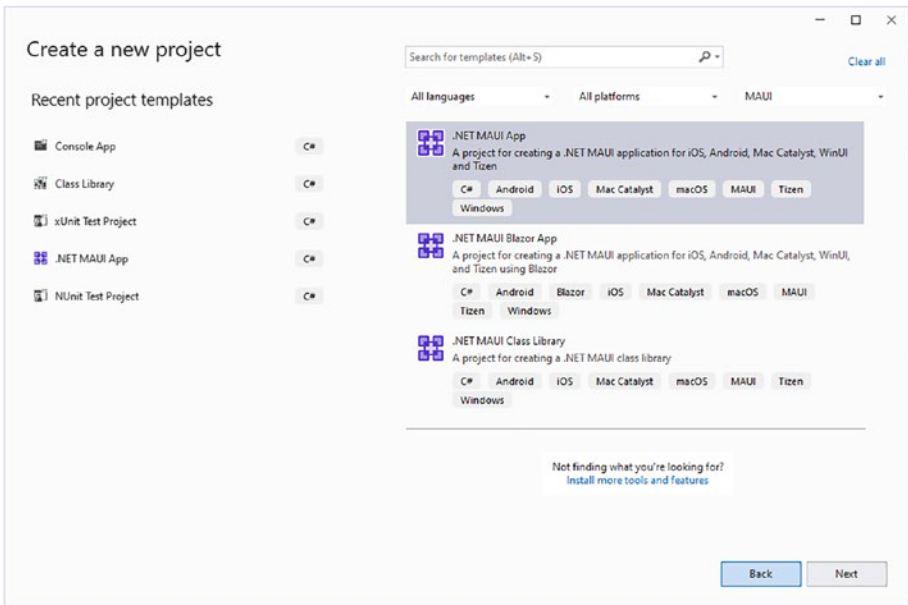 Create a new project
Search for templates (Alt+S)
Clear all
Recent project templates
All languages
All platforms
MAUI
Console App
C#
Class Library
C#
xUnit Test Project
C#
.NET MAUI App
C#
NUnit Test Project
C#
.NET MAUI App
A project for creating a .NET MAUI application for iOS, Android, Mac Catalyst, WinUI
and Tizen
C# Android iOS Mac Catalyst macOS MAUI Tizen
Windows
.NET MAUI Blazor App
A project for creating a .NET MAUI application for iOS, Android, Mac Catalyst, WinUI,
and Tizen using Blazor
C# Android Blazor iOS Mac Catalyst macOS MAUI
Tizen Windows
.NET MAUI Class Library
A project for creating a .NET MAUI class library
C# Android iOS Mac Catalyst macOS MAUI Tizen
Windows
Not finding what you're looking for?
Install more tools and features
Back
Next